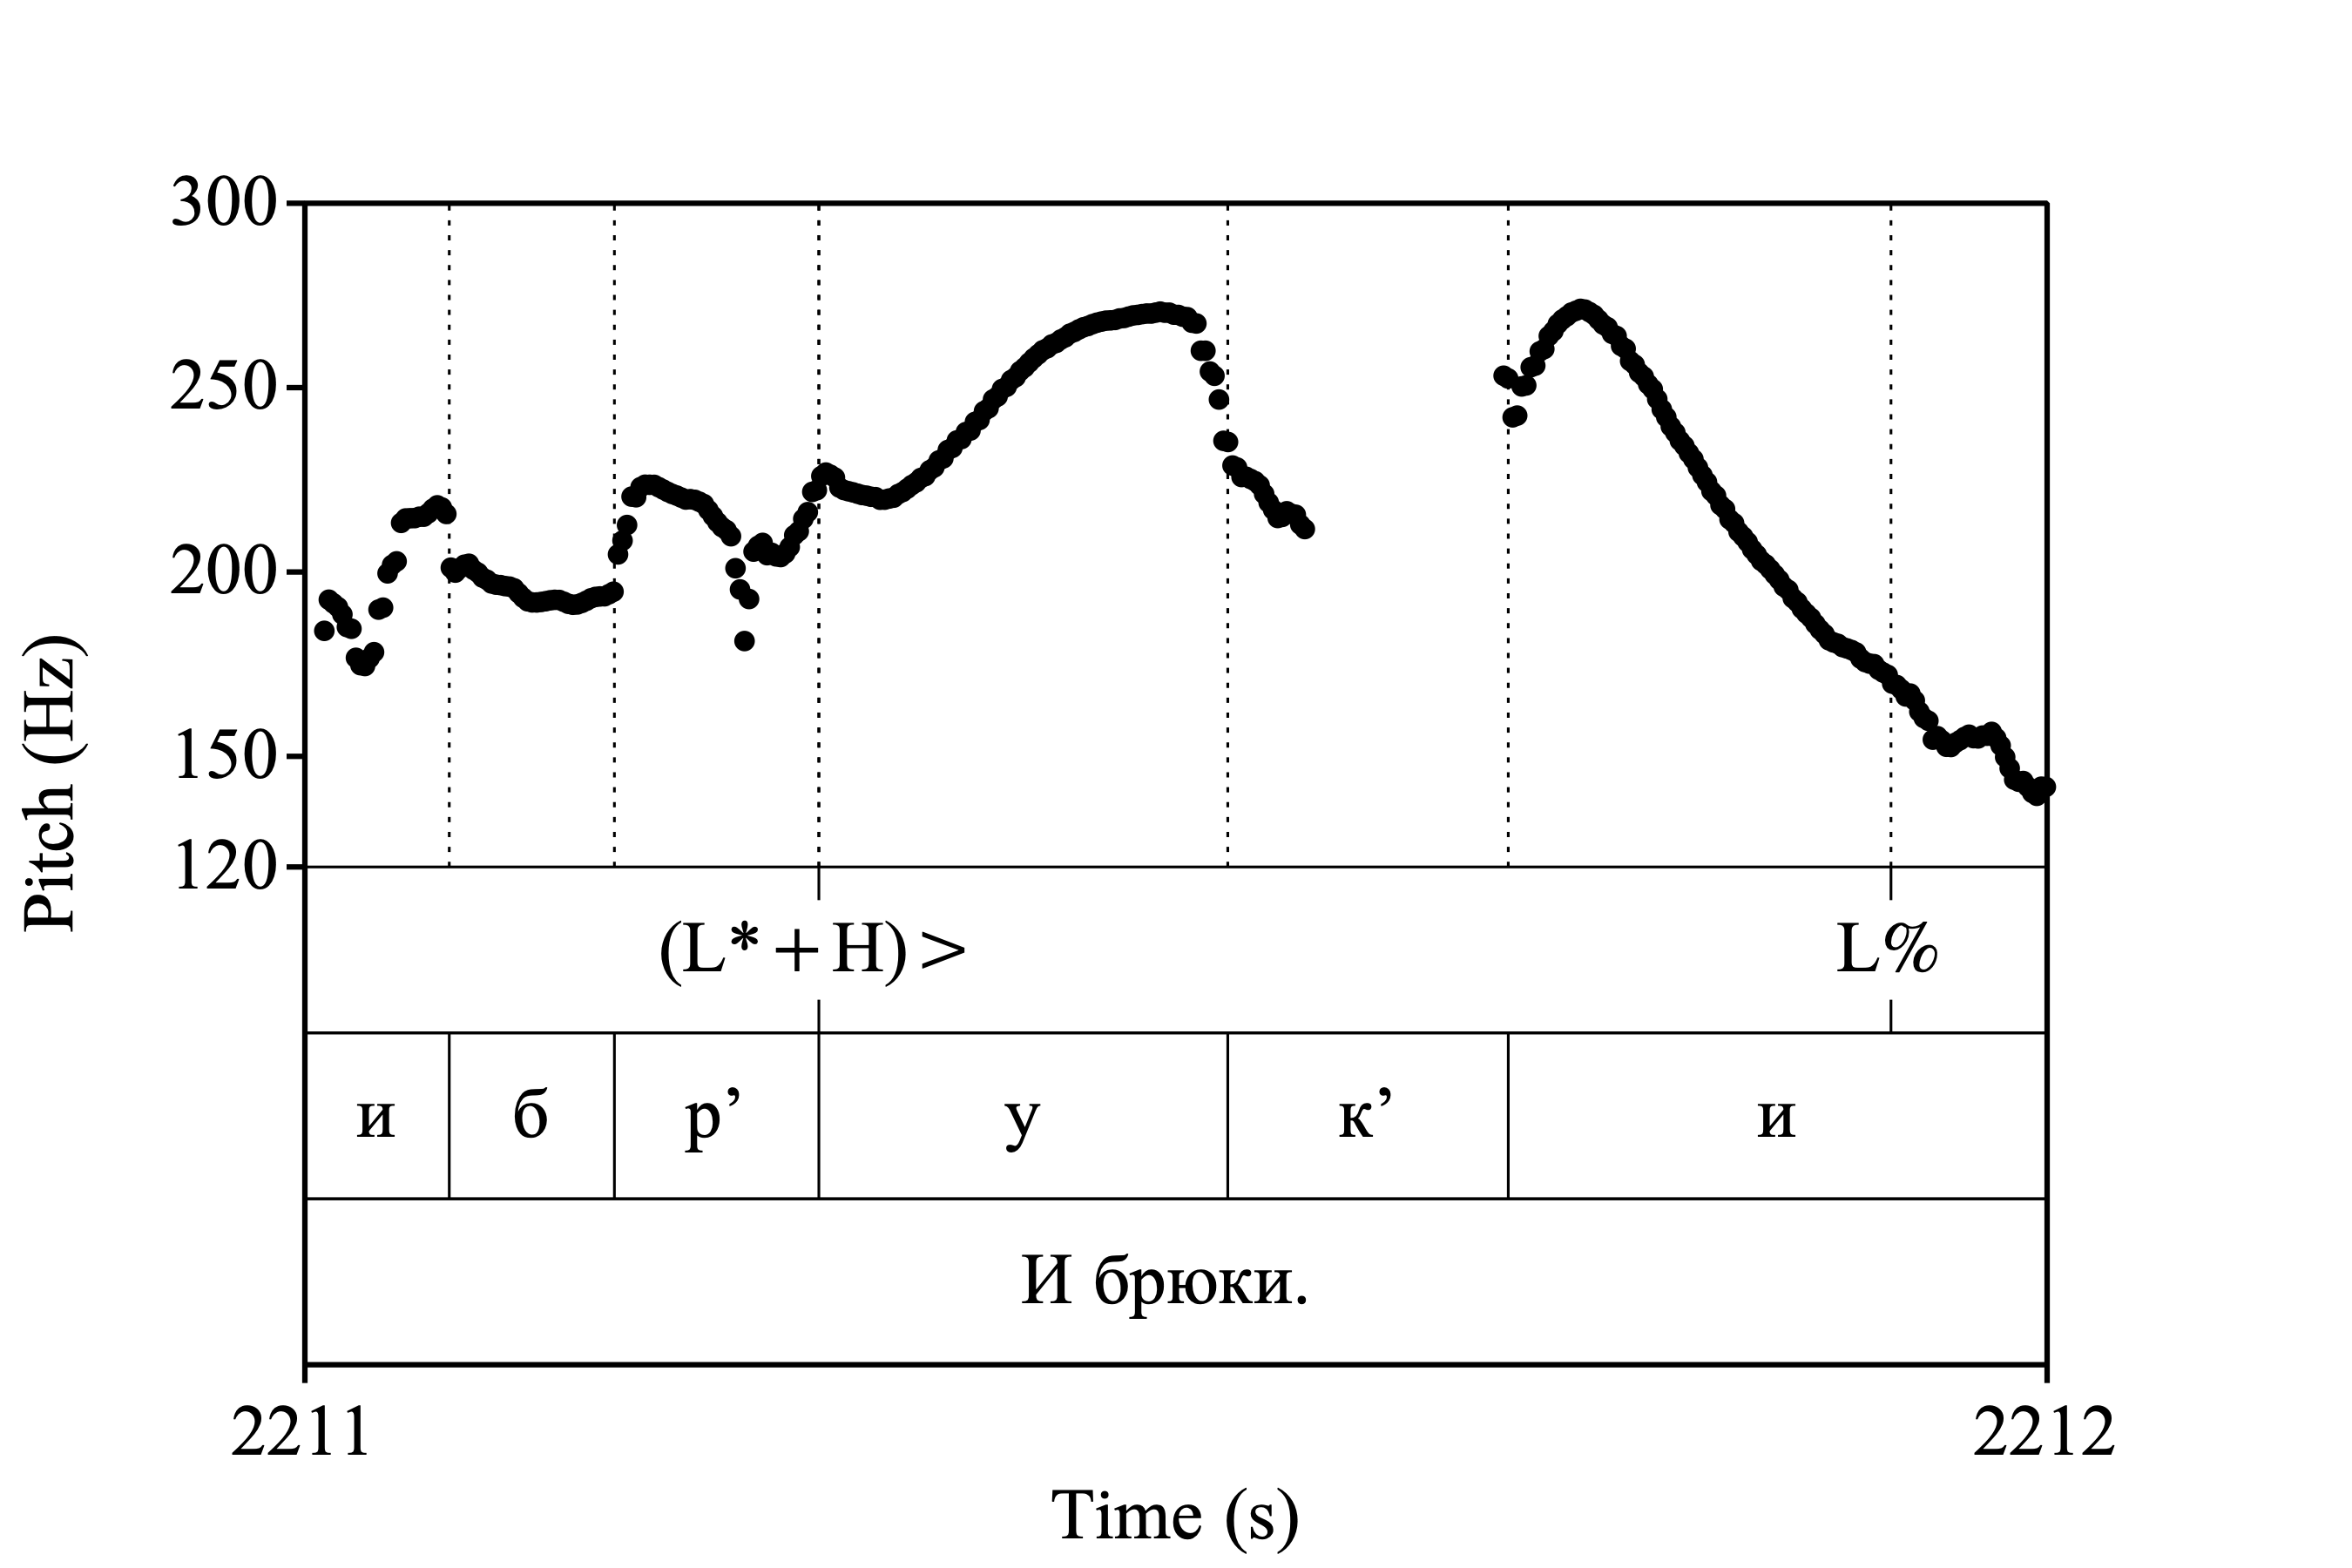 300
250
200
150
120
Pitch (Hz)
(L*+H)> L%
и б р’ у к’ и
И брюки.
2211 2212
Time (s)